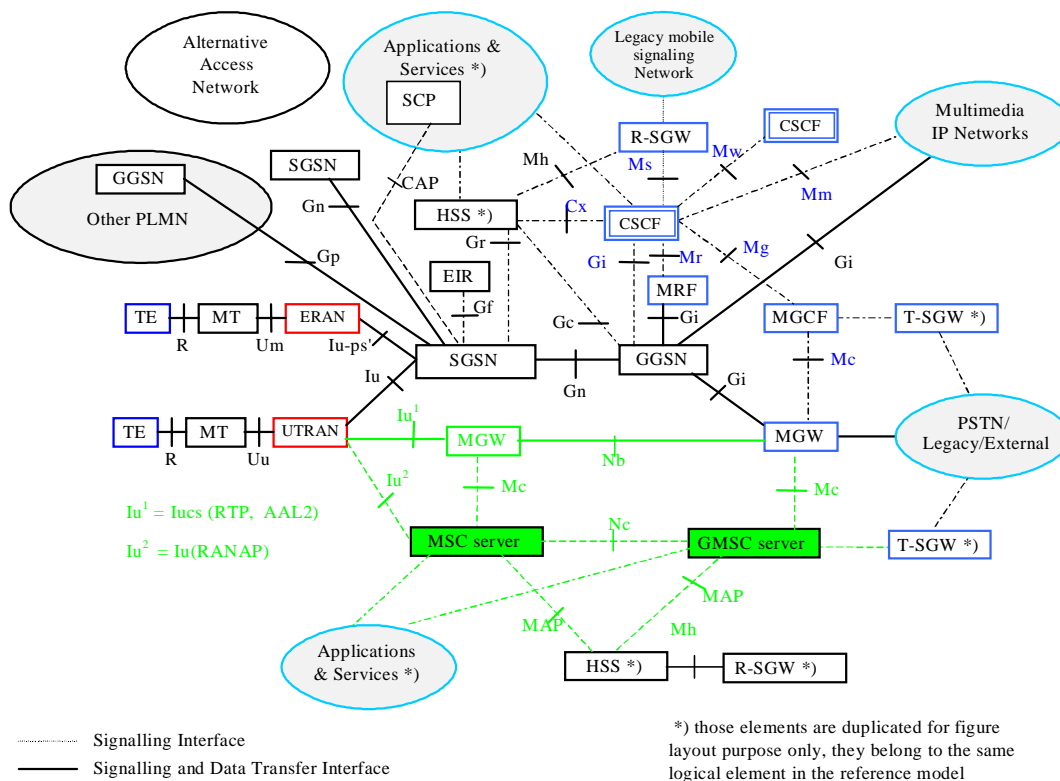 Alternative
Access
Network
Applications &
Services *)
SCP
Legacy mobile
signaling
Network
Multimedia
IP Networks
R-SGW
CSCF
GGSN
Other PLMN
SGSN
Gn
CAP
Mh
Ms
Mw
Mm
HSS *)
Cx
CSCF
Gp
Gr
Gi
Mr
Mg
Gi
EIR
Gf
MRF
Gc
Gi
TE
R
MT
Um
ERAN
Iu-ps'
MGCF
T-SGW *)
SGSN
Gn
GGSN
Gi
Mc
Iu
TE
R
MT
Uu
UTRAN
Iu¹
MGW
Nb
MGW
PSTN/
Legacy/External
Iu²
Mc
Mc
Iu¹ = Iucs (RTP, AAL2)
Iu² = Iu(RANAP)
MSC server
Nc
GMSC server
T-SGW *)
MAP
MAP
Mh
Applications
& Services *)
HSS *)
R-SGW *)
Signalling Interface
Signalling and Data Transfer Interface
*) those elements are duplicated for figure
layout purpose only, they belong to the same
logical element in the reference model